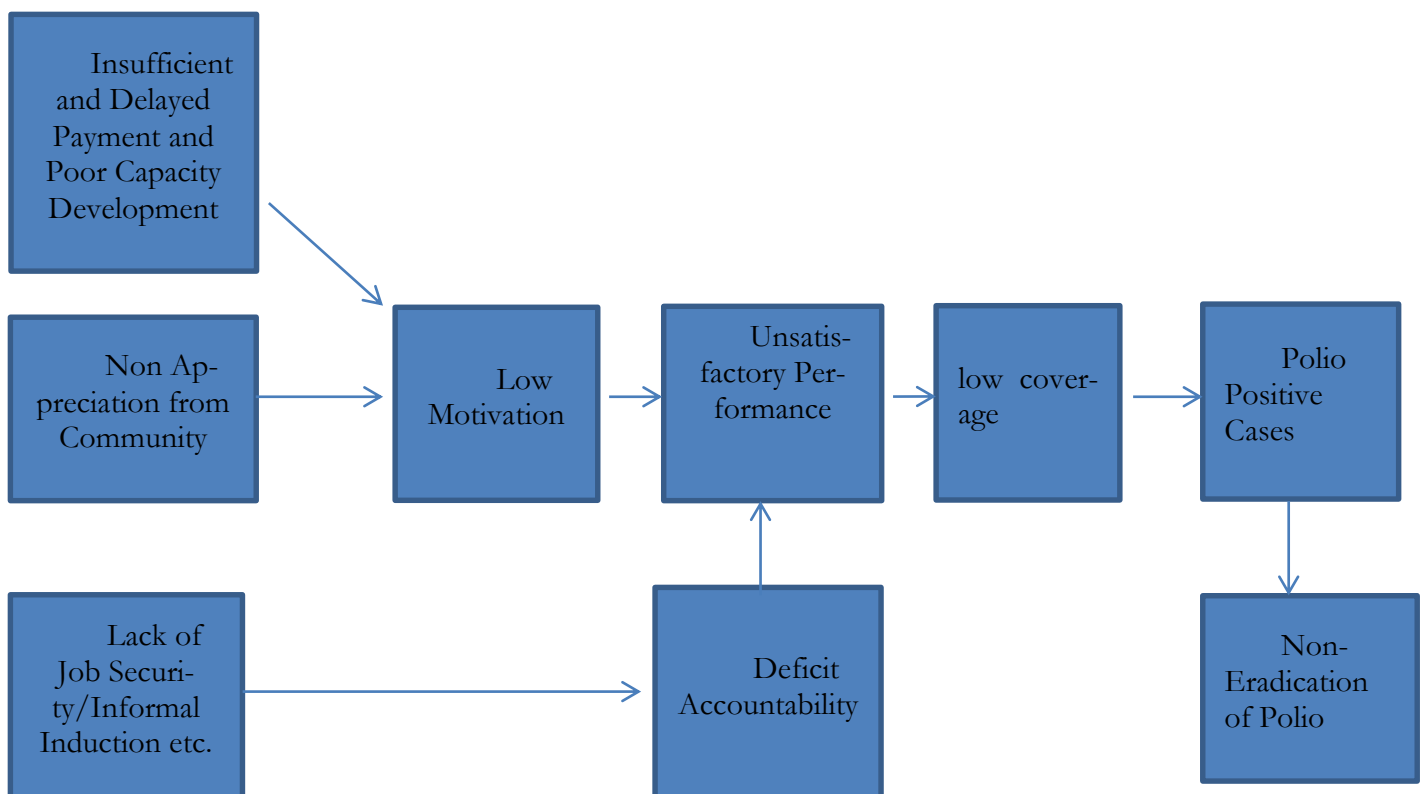 Insufficient
and Delayed
Payment and
Poor Capacity
Development
Non Ap-
preciation from
Community
Low
Motivation
Unsatis-
factory Per-
formance
low cover-
age
Polio
Positive
Cases
Lack of
Job Securi-
ty/Informal
Induction etc.
Deficit
Accountability
Non-
Eradication
of Polio